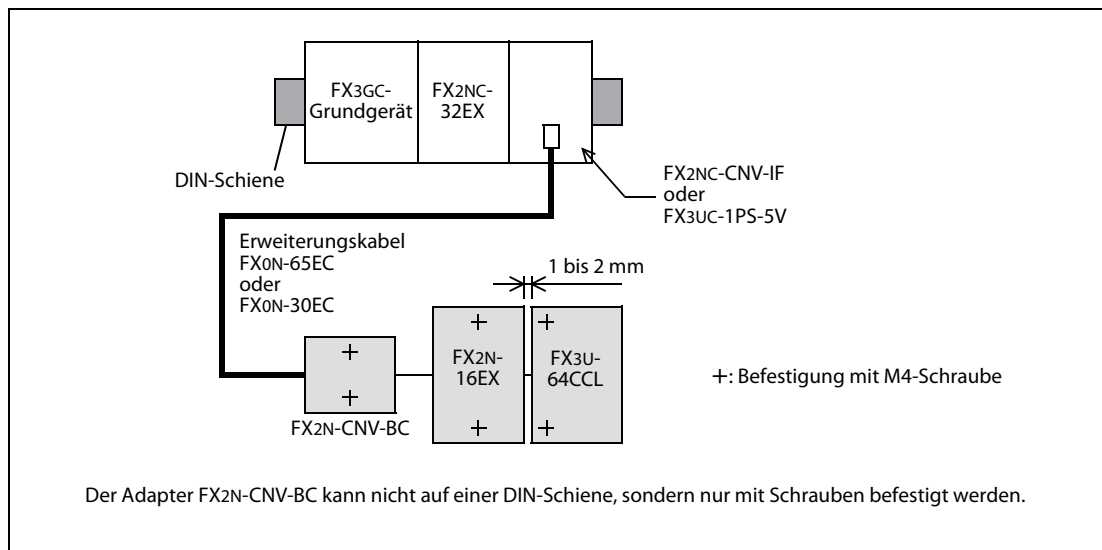 FX3GC-
Grundgerät
FX2NC-
32EX
DIN-Schiene
FX2NC-CNV-IF
oder
FX3UC-1PS-5V
Erweiterungskabel
FX0N-65EC
oder
FX0N-30EC
1 bis 2 mm
FX2N-
16EX
FX3U-
64CCL
+: Befestigung mit M4-Schraube
FX2N-CNV-BC
Der Adapter FX2N-CNV-BC kann nicht auf einer DIN-Schiene, sondern nur mit Schrauben befestigt werden.